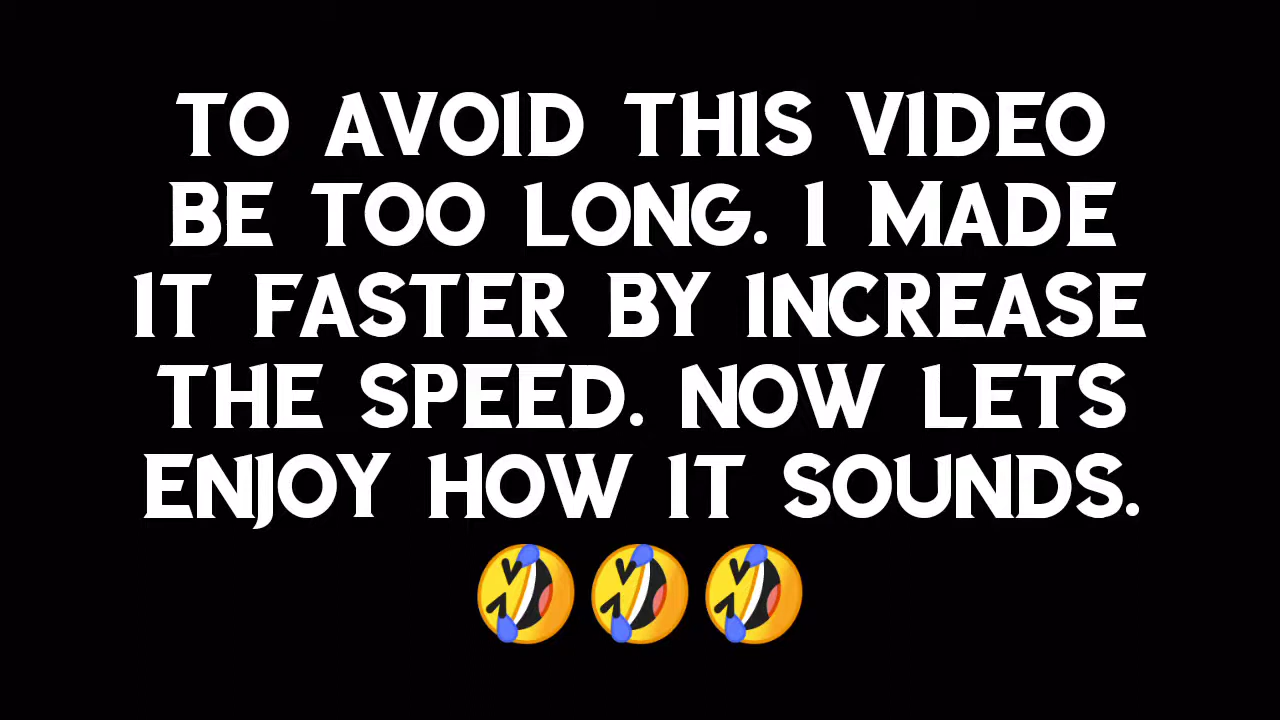 TO AVOID THIS VIDEO
BE TOO LONG. I MADE
IT FASTER BY INCREASE
THE SPEED. NOW LETS
ENJOY HOW IT SOUNDS.
🤣🤣🤣